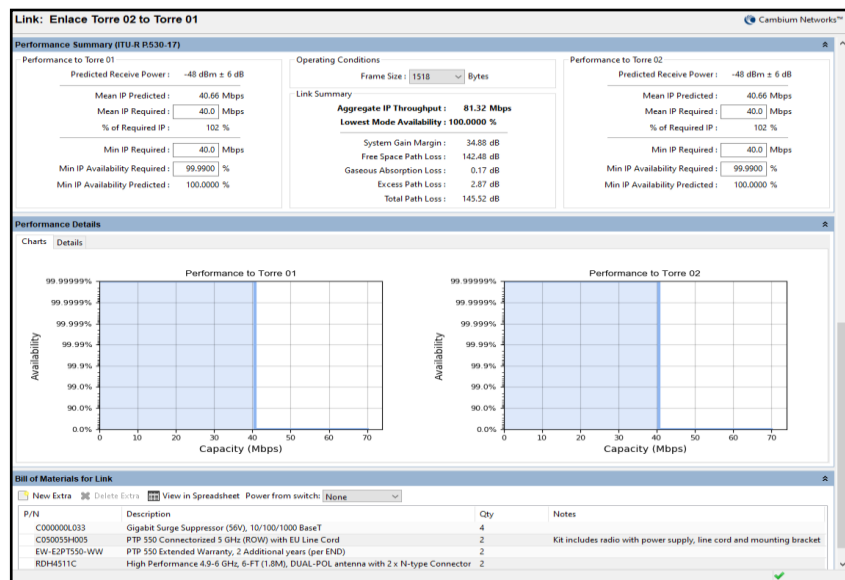 Link: Enlace Torre 02 to Torre 01
Cambium Networks™
Performance Summary (ITU-R P.530-17)
Performance to Torre 01
Predicted Receive Power : -48 dBm ± 6 dB
Mean IP Predicted : 40.66 Mbps
Mean IP Required : 40.0 Mbps
% of Required IP : 102 %
Min IP Required : 40.0 Mbps
Min IP Availability Required : 99.9900 %
Min IP Availability Predicted : 100.0000 %
Operating Conditions
Frame Size : 1518 Bytes
Link Summary
Aggregate IP Throughput : 81.32 Mbps
Lowest Mode Availability : 100.0000 %
System Gain Margin : 34.88 dB
Free Space Path Loss : 142.48 dB
Gaseous Absorption Loss : 0.17 dB
Excess Path Loss : 2.87 dB
Total Path Loss : 145.52 dB
Performance to Torre 02
Predicted Receive Power : -48 dBm ± 6 dB
Mean IP Predicted : 40.66 Mbps
Mean IP Required : 40.0 Mbps
% of Required IP : 102 %
Min IP Required : 40.0 Mbps
Min IP Availability Required : 99.9900 %
Min IP Availability Predicted : 100.0000 %
Performance Details
Charts Details
Performance to Torre 01
99.99999%
99.9999%
99.999%
99.99%
99.9%
99.0%
90.0%
0.0%
Availability
0 10 20 30 40 50 60 70
Capacity (Mbps)
Performance to Torre 02
99.99999%
99.9999%
99.999%
99.99%
99.9%
99.0%
90.0%
0.0%
Availability
0 10 20 30 40 50 60 70
Capacity (Mbps)
Bill of Materials for Link
New Extra Delete Extra View in Spreadsheet Power from switch: None
P/N Description Qty Notes
C000000L033 Gigabit Surge Suppressor (56V), 10/100/1000 BaseT 4
C050055H005 PTP 550 Connectorized 5 GHz (ROW) with EU Line Cord 2 Kit includes radio with power supply, line cord and mounting bracket
EW-E2PT550-WW PTP 550 Extended Warranty, 2 Additional years (per END) 2
RDH4511C High Performance 4.9-6 GHz, 6-FT (1.8M), DUAL-POL antenna with 2 x N-type Connector 2